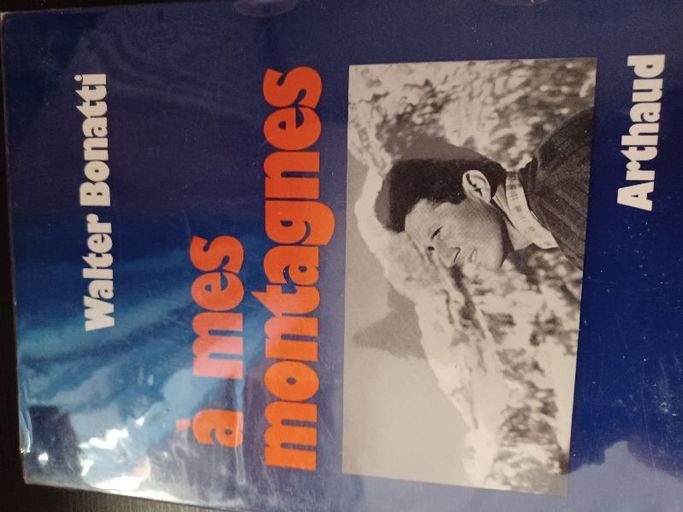 Walter Bonatti
à mes
montagnes
Arthaud